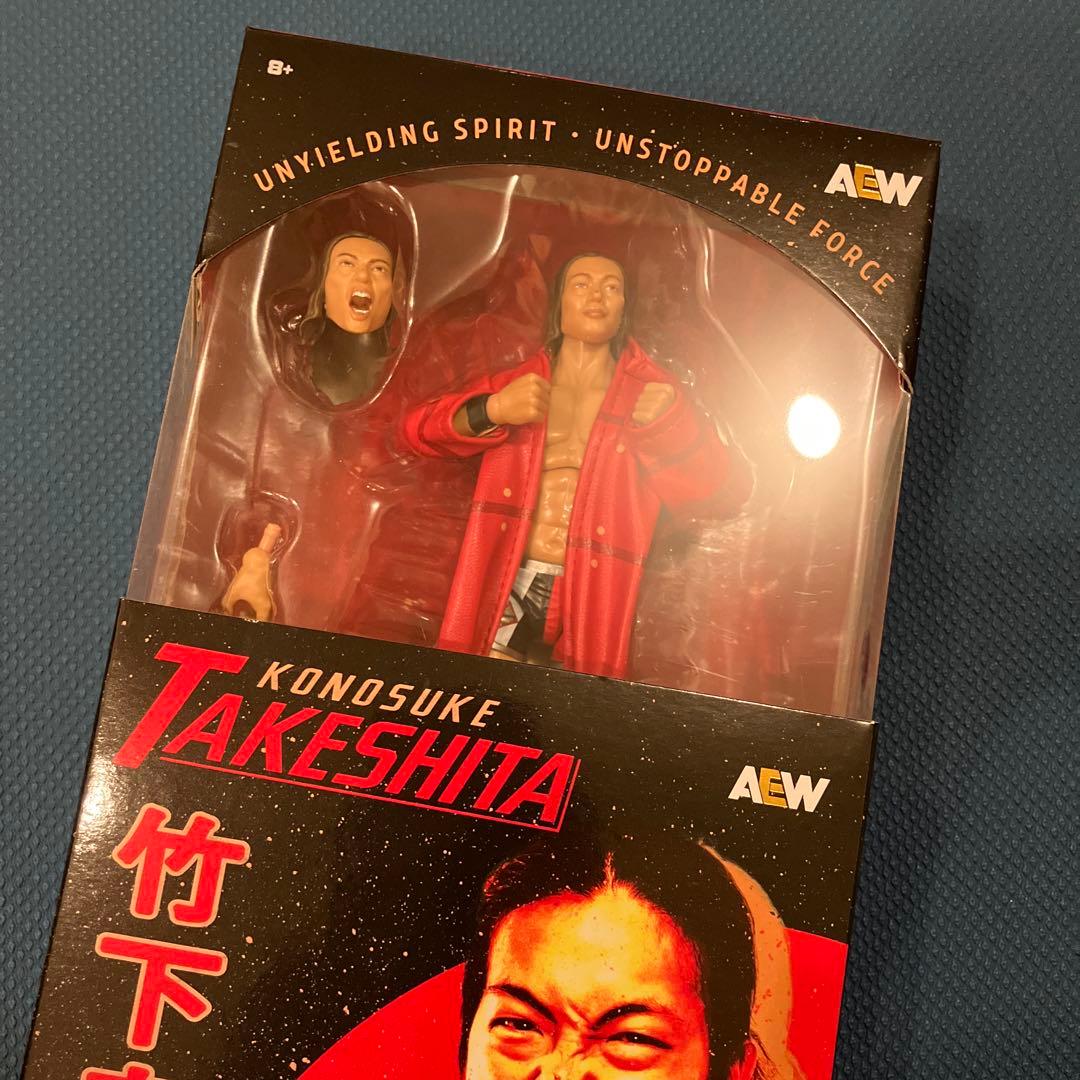 8+
UNYIELDING SPIRIT · UNSTOPPABLE FORCE
AEW
KONOSUKE
TAKESHITA
AEW
竹下